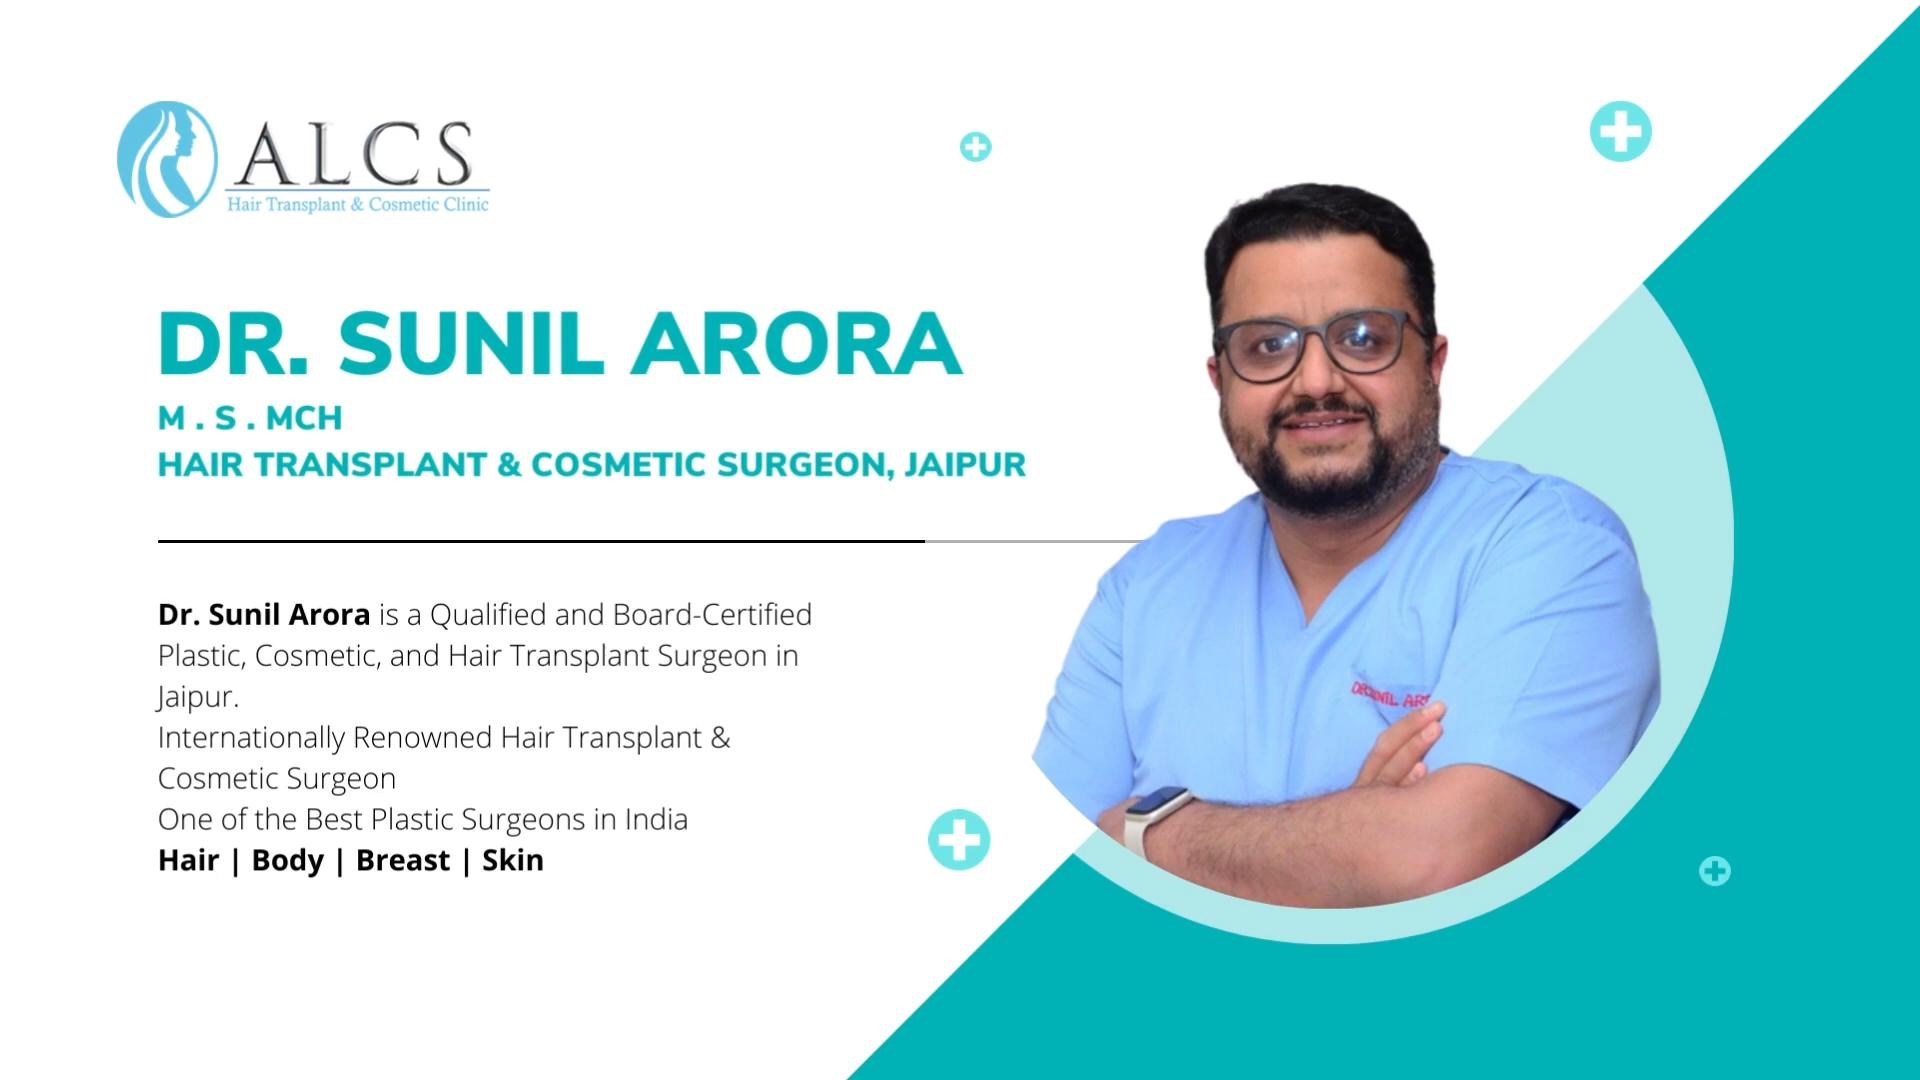 ALCS
Hair Transplant & Cosmetic Clinic
DR. SUNIL ARORA
M . S . MCH
HAIR TRANSPLANT & COSMETIC SURGEON, JAIPUR
Dr. Sunil Arora is a Qualified and Board-Certified
Plastic, Cosmetic, and Hair Transplant Surgeon in
Jaipur.
Internationally Renowned Hair Transplant &
Cosmetic Surgeon
One of the Best Plastic Surgeons in India
Hair | Body | Breast | Skin